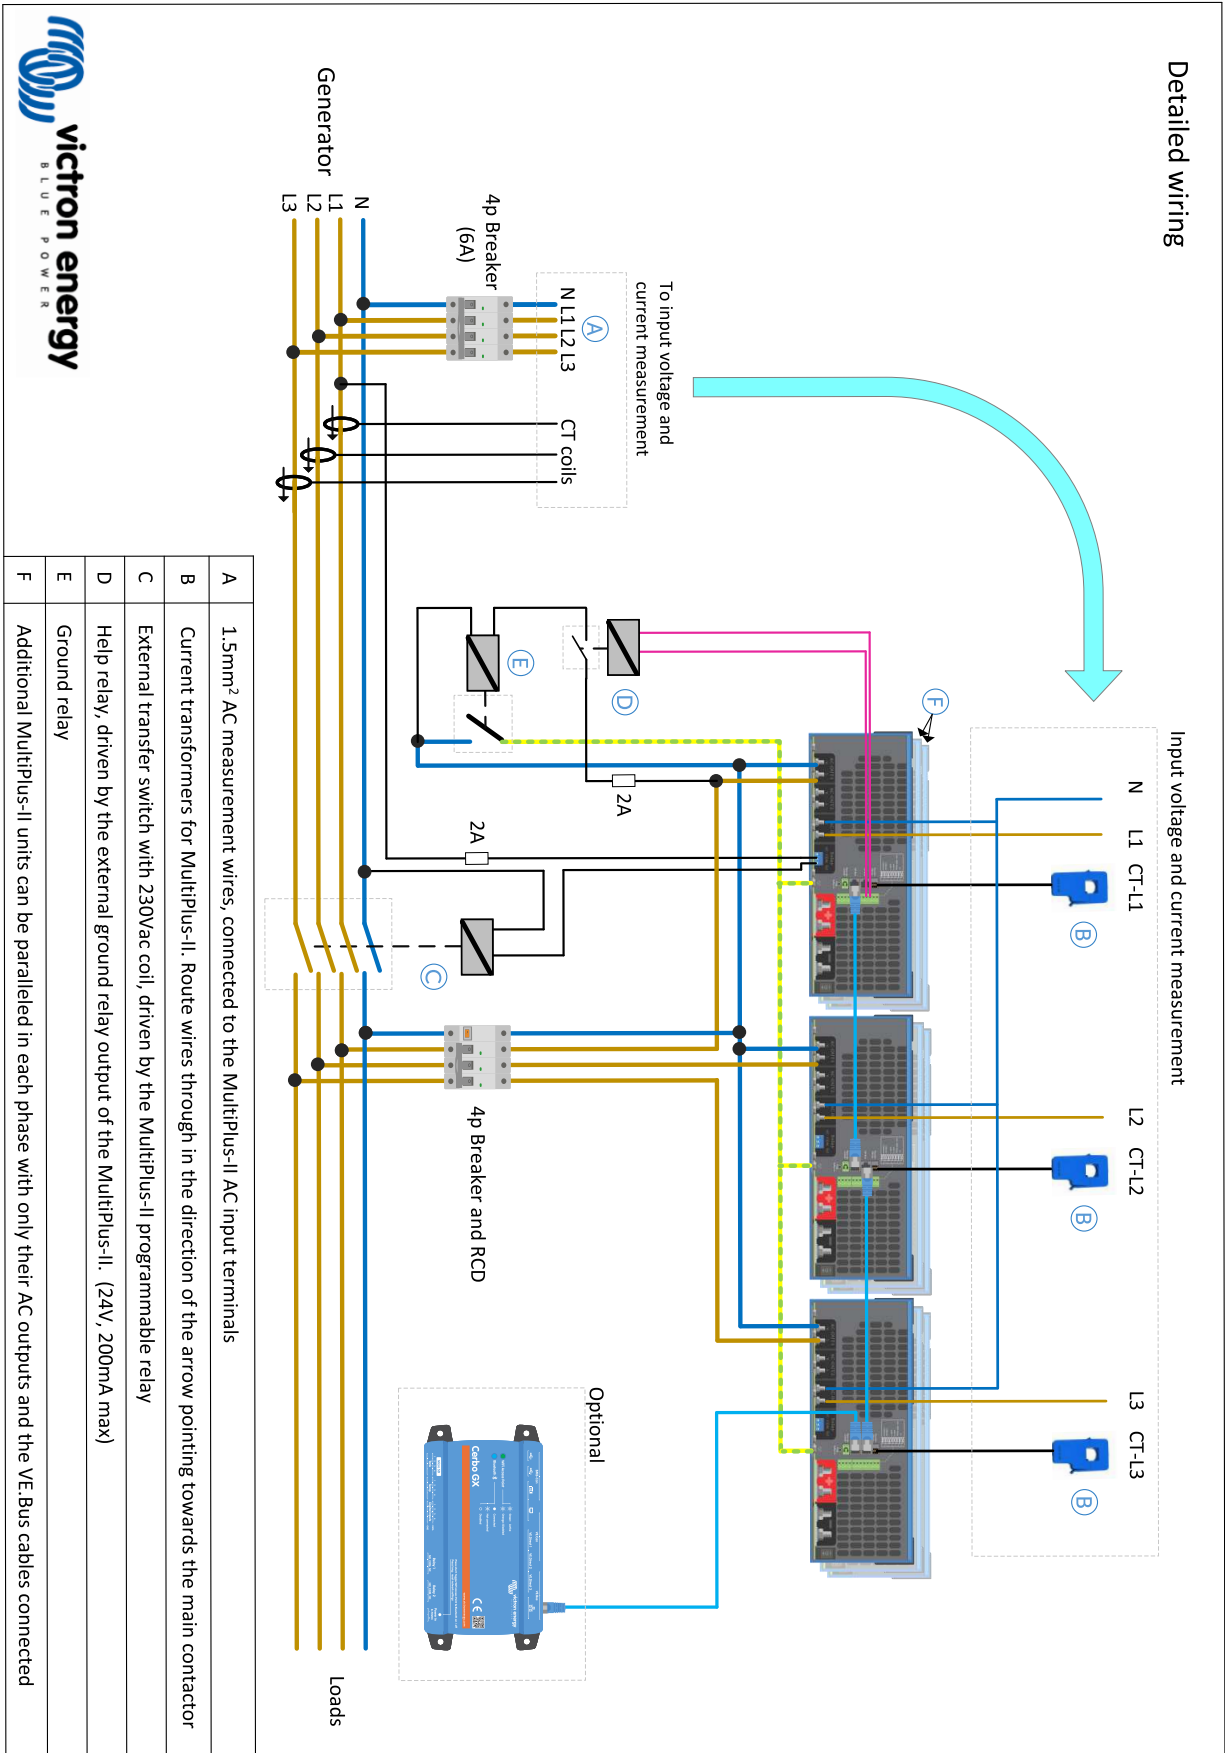 Detailed wiring
Input voltage and current measurement
N
L1
CT-L1
L2
CT-L2
L3
CT-L3
B
B
B
F
To input voltage and
current measurement
A
N L1 L2 L3
CT coils
4p Breaker
(6A)
D
E
2A
2A
C
4p Breaker and RCD
Optional
Cerbo GX
victron energy
CE
Generator
N
L1
L2
L3
Loads
A 1.5mm² AC measurement wires, connected to the MultiPlus-II AC input terminals
B Current transformers for MultiPlus-II. Route wires through in the direction of the arrow pointing towards the main contactor
C External transfer switch with 230Vac coil, driven by the MultiPlus-II programmable relay
D Help relay, driven by the external ground relay output of the MultiPlus-II. (24V, 200mA max)
E Ground relay
F Additional MultiPlus-II units can be paralleled in each phase with only their AC outputs and the VE.Bus cables connected
victron energy
BLUE POWER